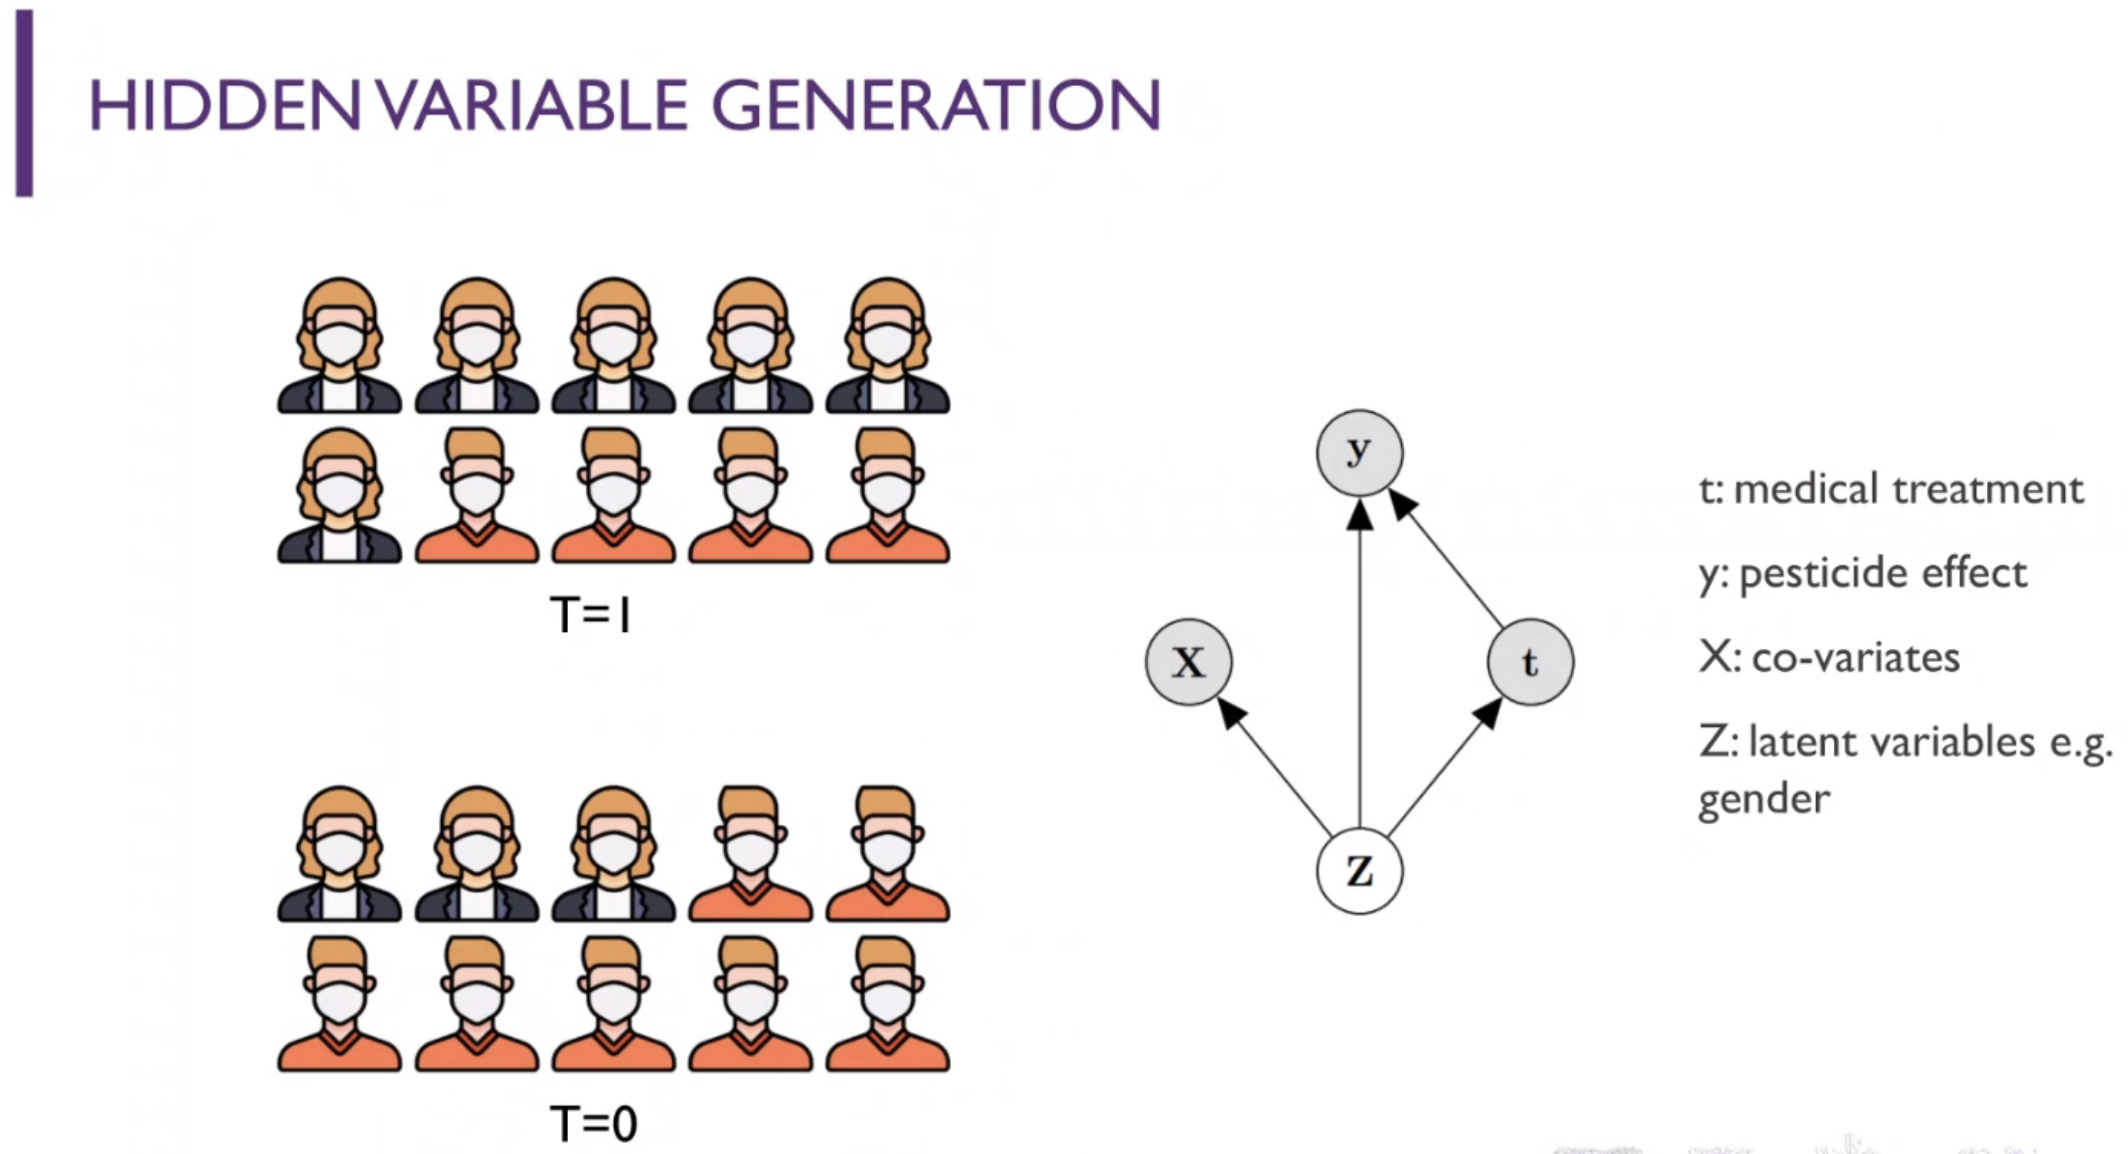 HIDDEN VARIABLE GENERATION
T=1
T=0
y
X
t
Z
t: medical treatment
y: pesticide effect
X: co-variates
Z: latent variables e.g.
gender